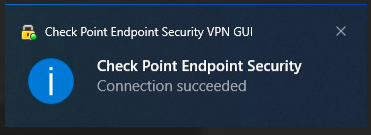 Check Point Endpoint Security VPN GUI
Check Point Endpoint Security
Connection succeeded